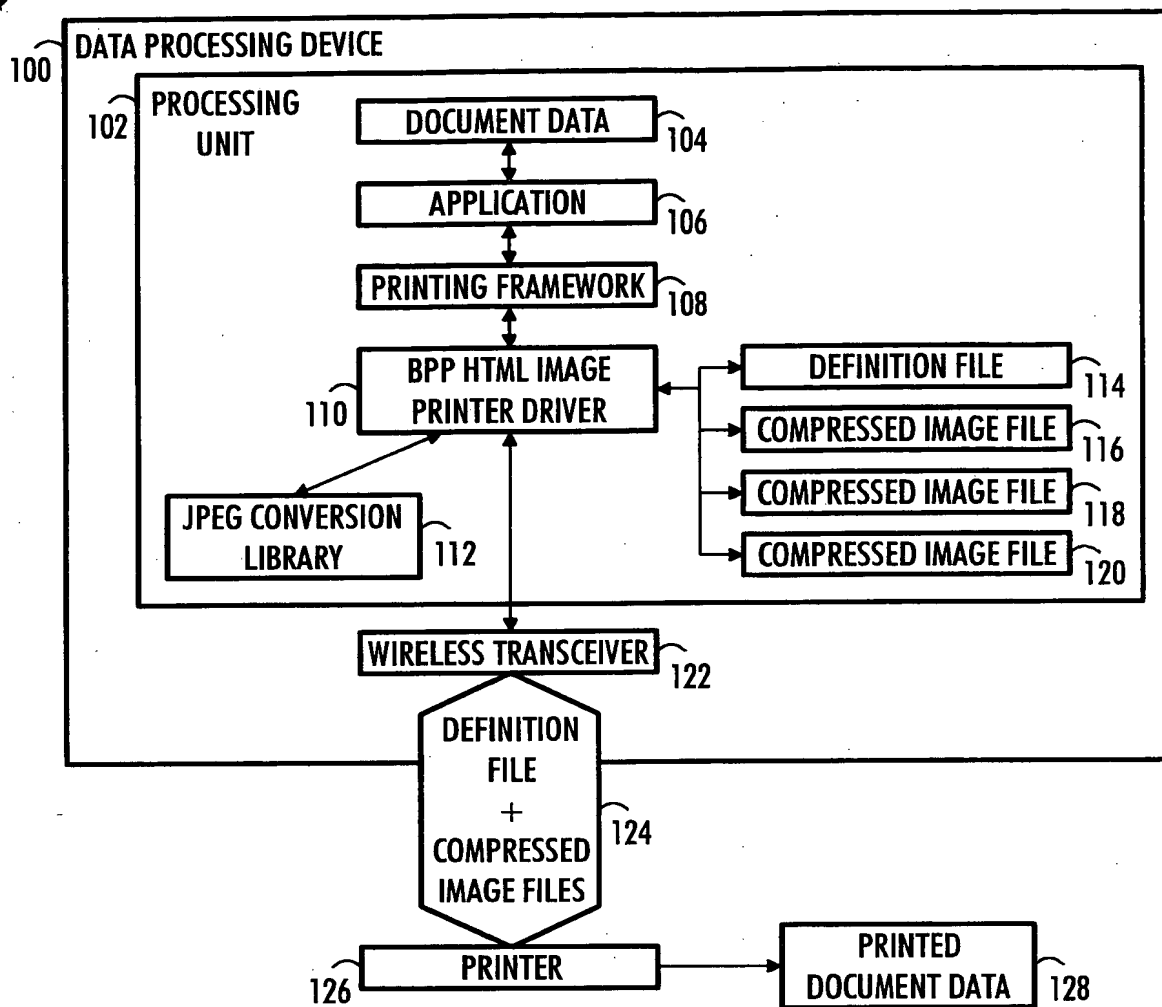 100
DATA PROCESSING DEVICE
102
PROCESSING
UNIT
DOCUMENT DATA
104
APPLICATION
106
PRINTING FRAMEWORK
108
110
BPP HTML IMAGE
PRINTER DRIVER
DEFINITION FILE
114
COMPRESSED IMAGE FILE
116
COMPRESSED IMAGE FILE
118
COMPRESSED IMAGE FILE
120
JPEG CONVERSION
LIBRARY
112
WIRELESS TRANSCEIVER
122
DEFINITION
FILE
+
COMPRESSED
IMAGE FILES
124
126
PRINTER
PRINTED
DOCUMENT DATA
128